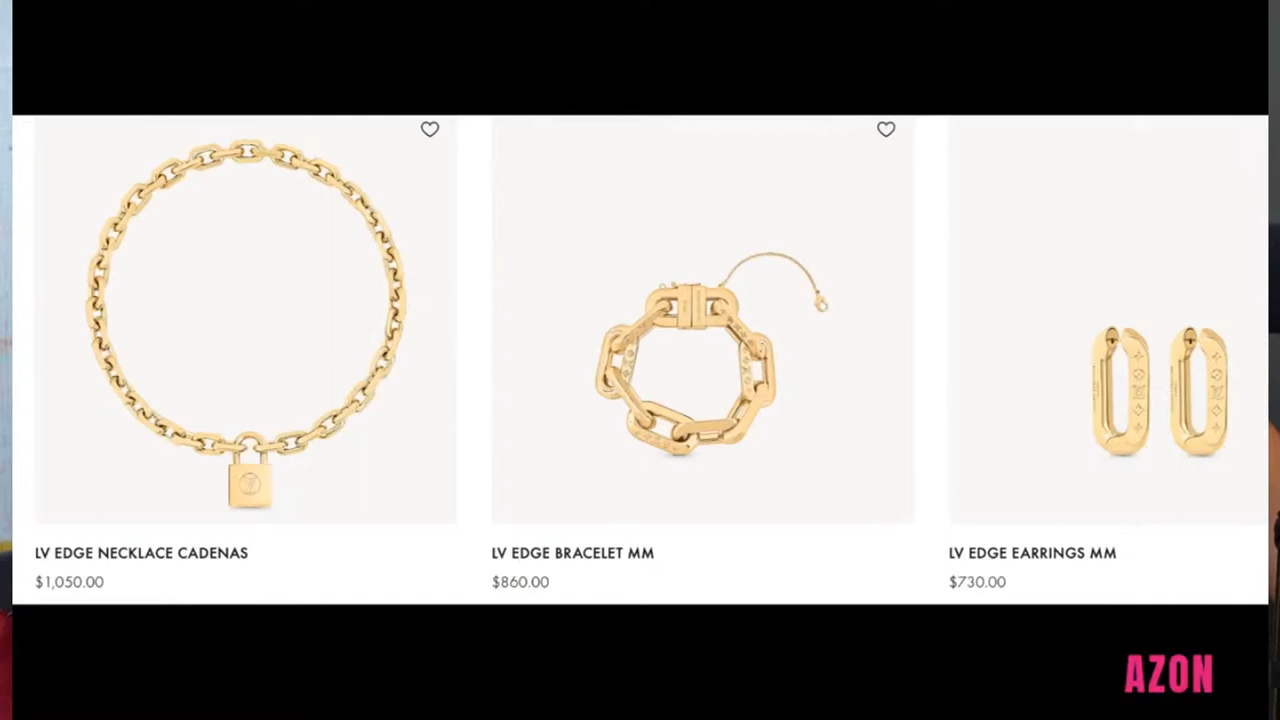 LV EDGE NECKLACE CADENAS
$1,050.00
LV EDGE BRACELET MM
$860.00
LV EDGE EARRINGS MM
$730.00
AZON